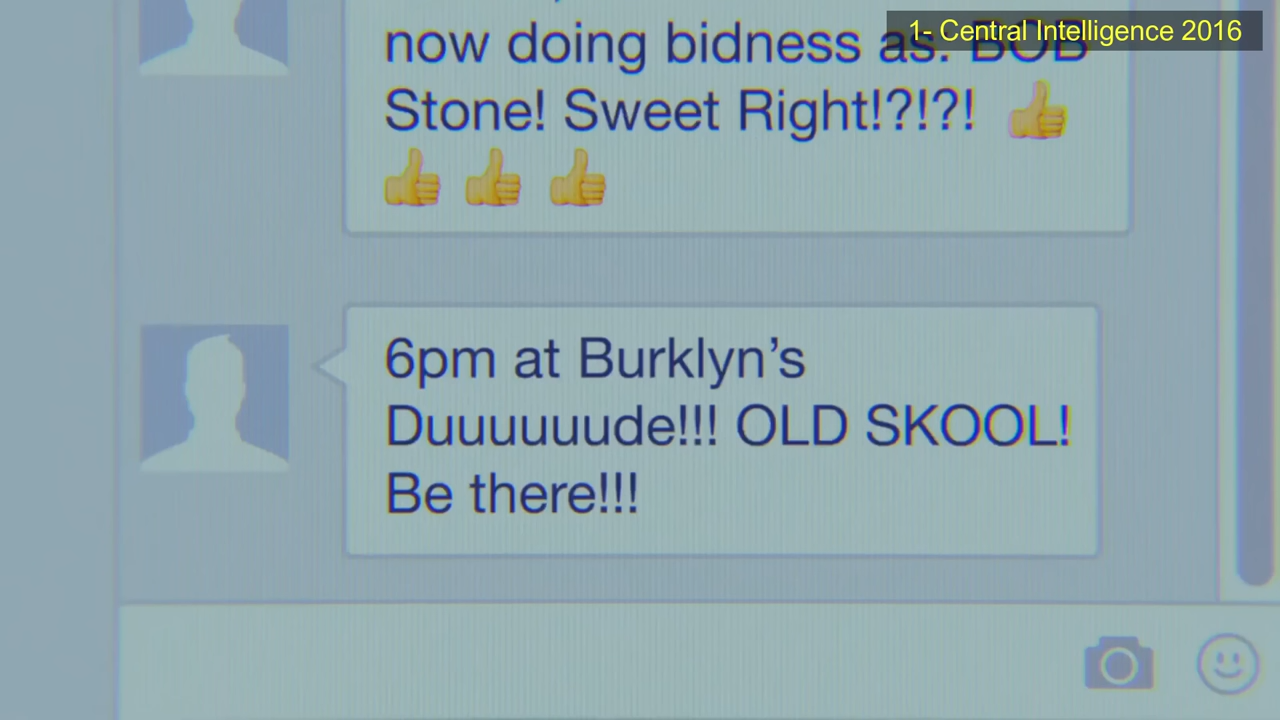 1- Central Intelligence 2016
now doing bidness as: BOB
Stone! Sweet Right!?!?! 👍
👍 👍 👍
6pm at Burklyn’s
Duuuuuude!!! OLD SKOOL!
Be there!!!